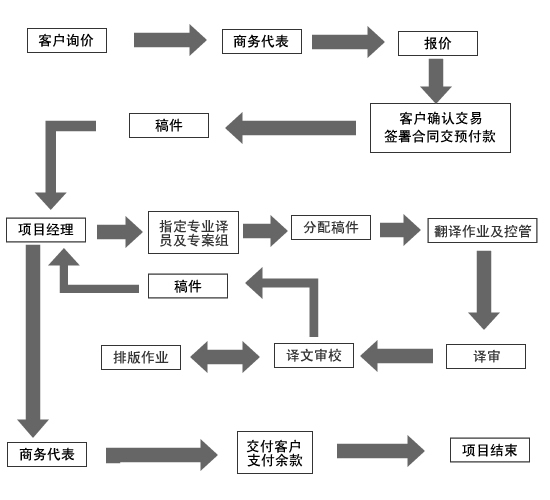 客户询价
商务代表
报价
客户确认交易
签署合同交预付款
稿件
项目经理
指定专业译
员及专案组
分配稿件
翻译作业及控管
稿件
排版作业
译文审校
译审
商务代表
交付客户
支付余款
项目结束